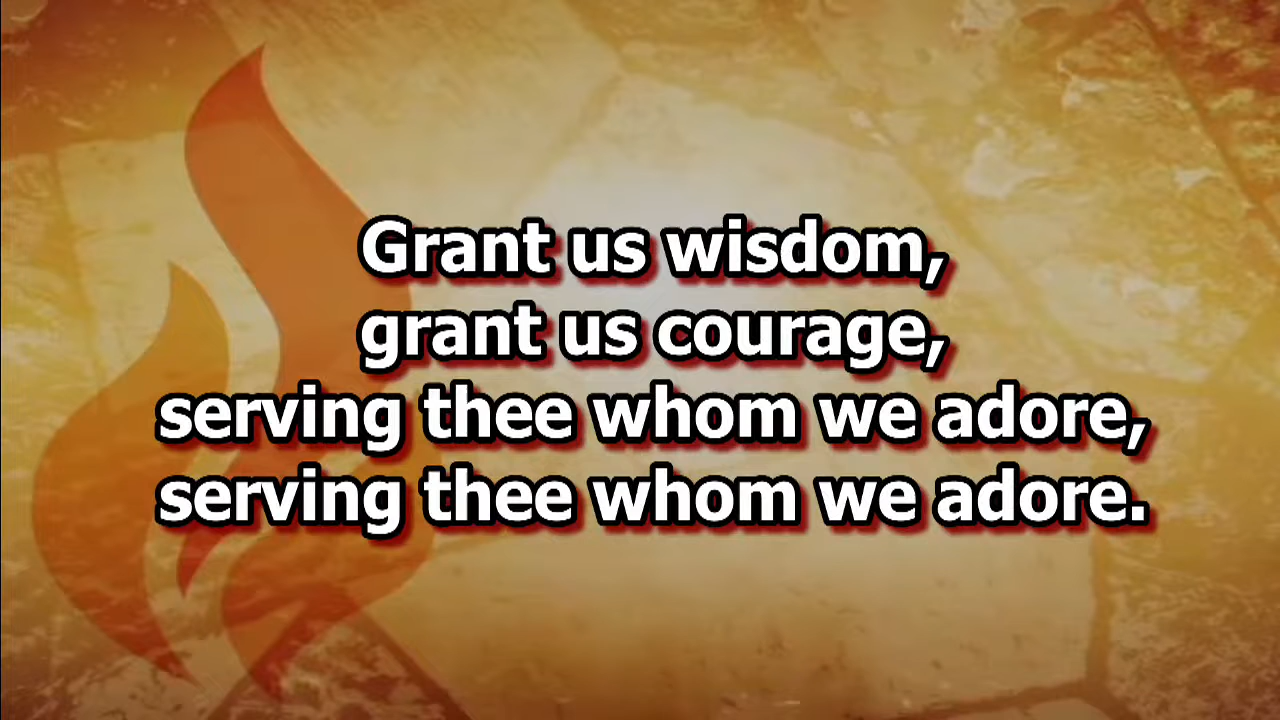 Grant us wisdom,
grant us courage,
serving thee whom we adore,
serving thee whom we adore.